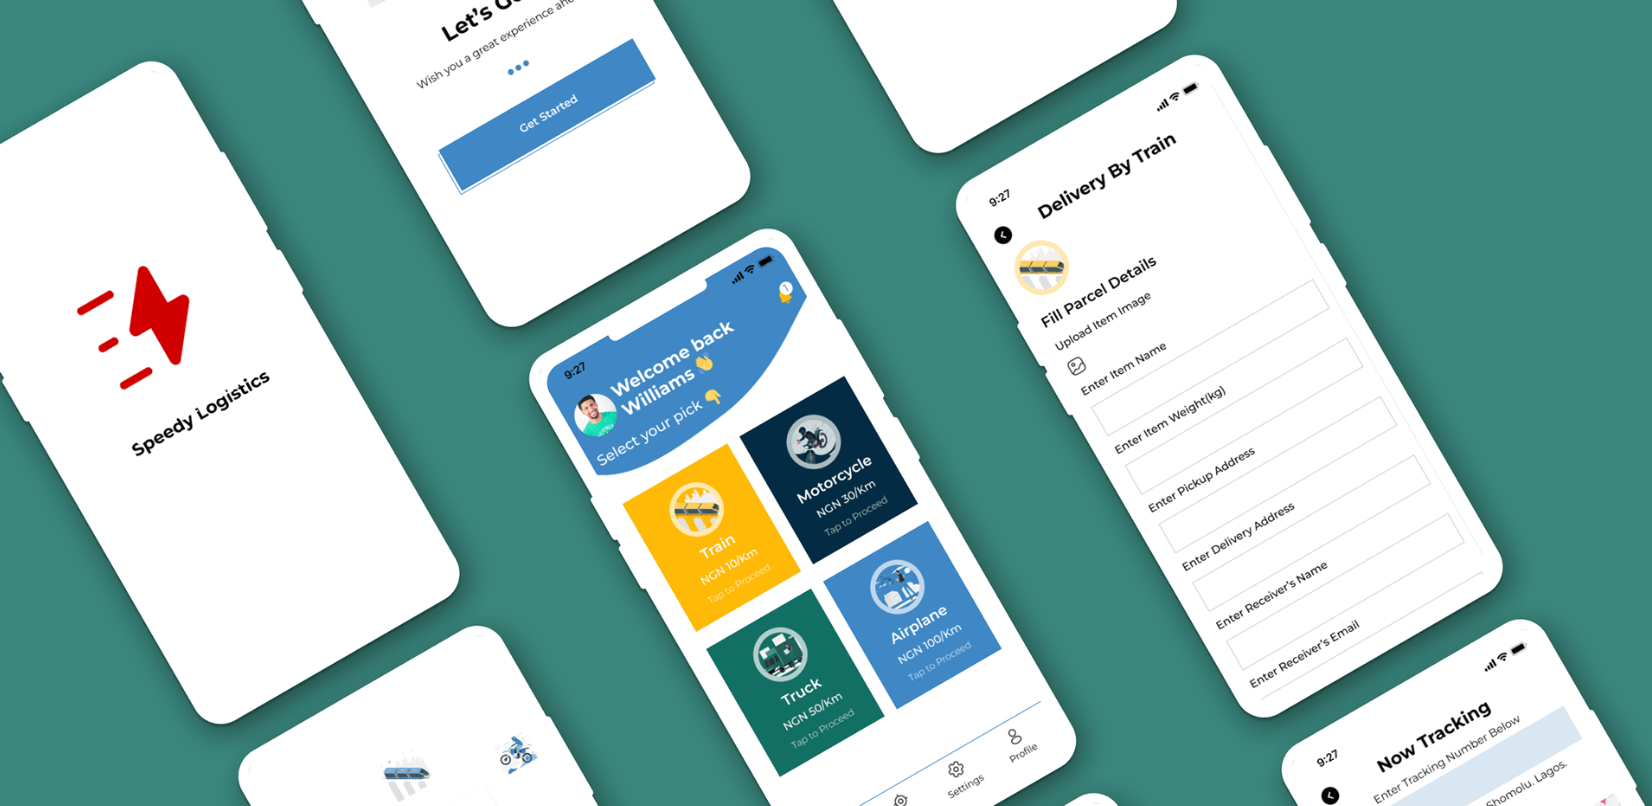 Speedy Logistics
Let's G
Wish you a great experience
Get Started
9:27
1
Welcome back
Williams 👋
Select your pick 👇
Train
NGN 10/Km
Tap to Proceed
Motorcycle
NGN 30/Km
Tap to Proceed
Truck
NGN 50/Km
Tap to Proceed
Airplane
NGN 100/Km
Tap to Proceed
Settings
Profile
9:27
Delivery By Train
Fill Parcel Details
Upload Item Image
Enter Item Name
Enter Item Weight(kg)
Enter Pickup Address
Enter Delivery Address
Enter Receiver's Name
Enter Receiver's Email
9:27
Now Tracking
Enter Tracking Number Below
Shomolu. Lagos.